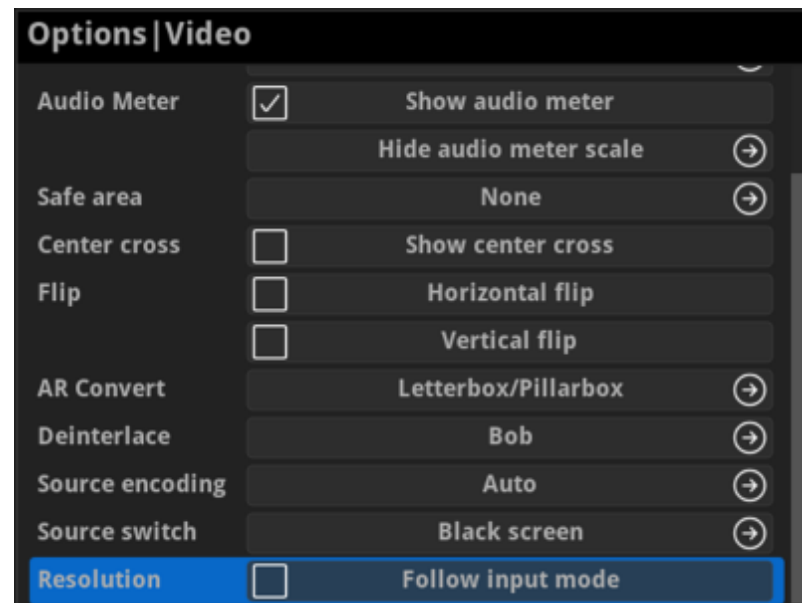 Options|Video
Audio Meter Show audio meter
Hide audio meter scale
Safe area None
Center cross Show center cross
Flip Horizontal flip
Vertical flip
AR Convert Letterbox/Pillarbox
Deinterlace Bob
Source encoding Auto
Source switch Black screen
Resolution Follow input mode